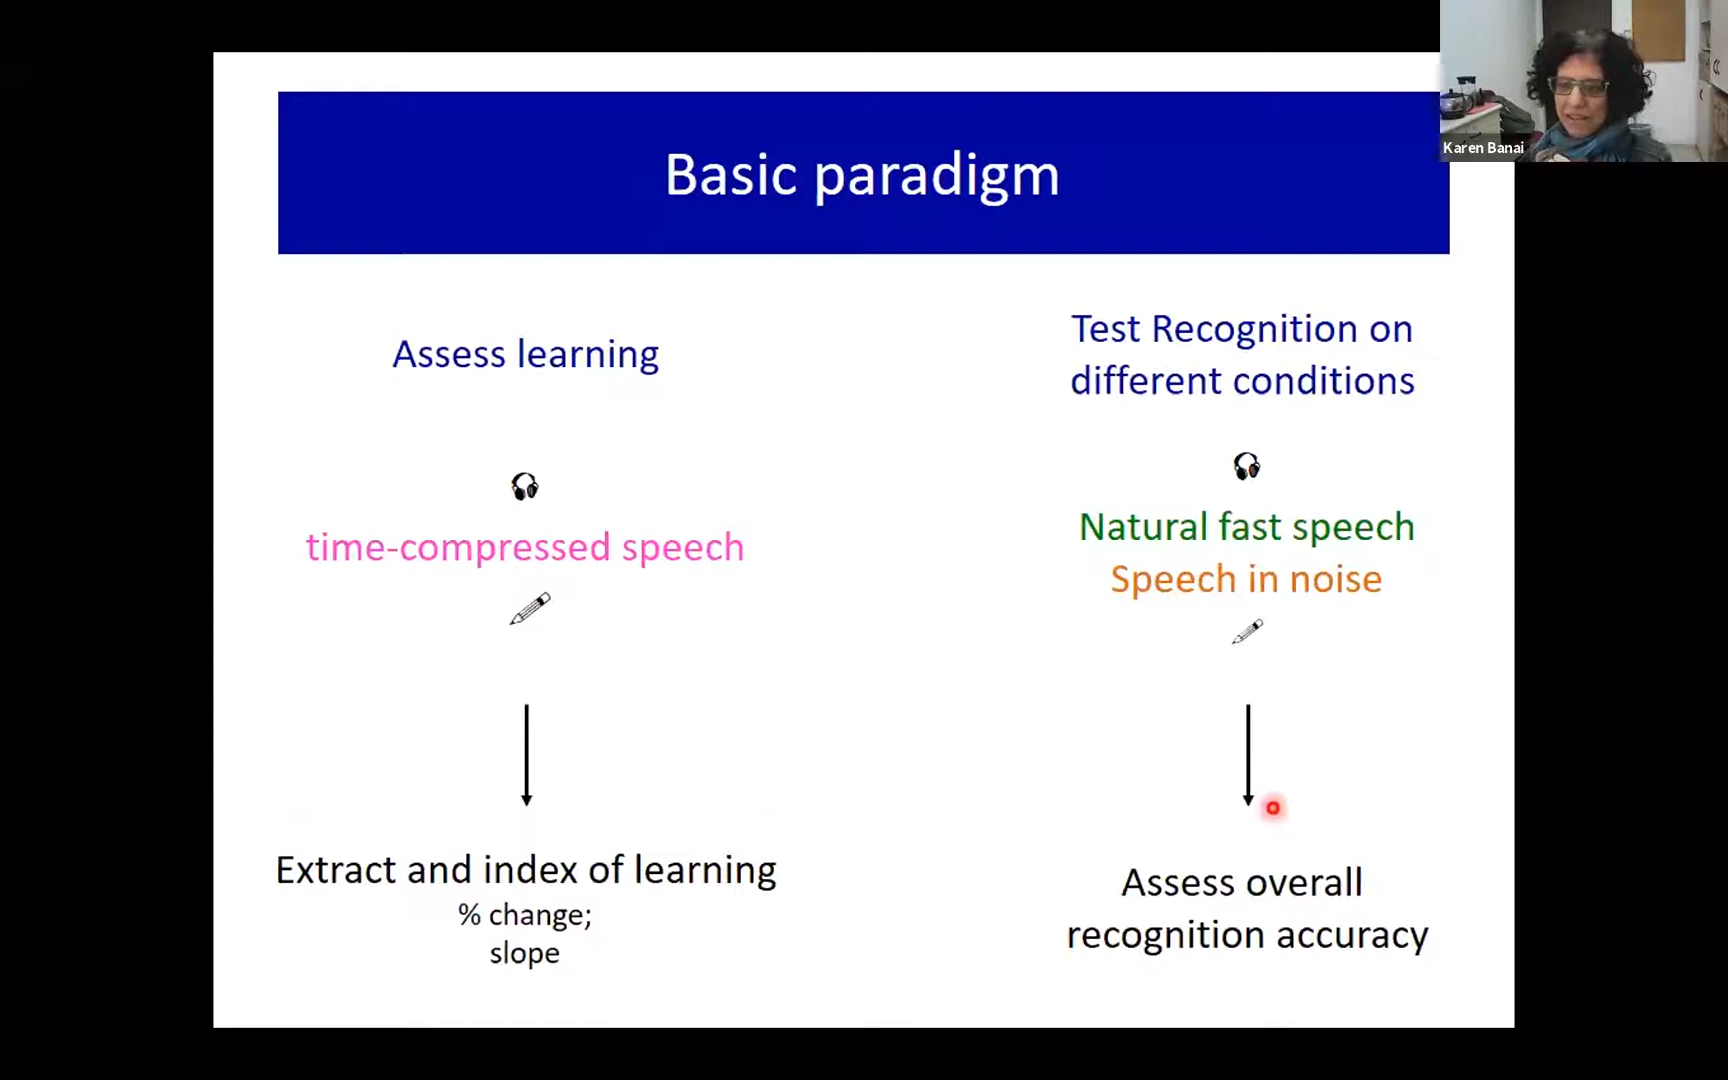 Karen Banai
Basic paradigm
Assess learning
time-compressed speech
Extract and index of learning
% change;
slope
Test Recognition on
different conditions
Natural fast speech
Speech in noise
Assess overall
recognition accuracy